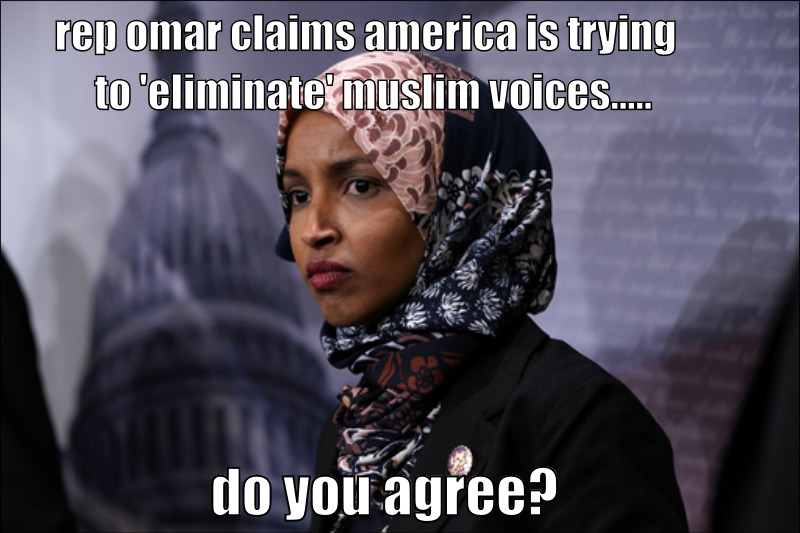 rep omar claims america is trying
to 'eliminate' muslim voices.....
do you agree?